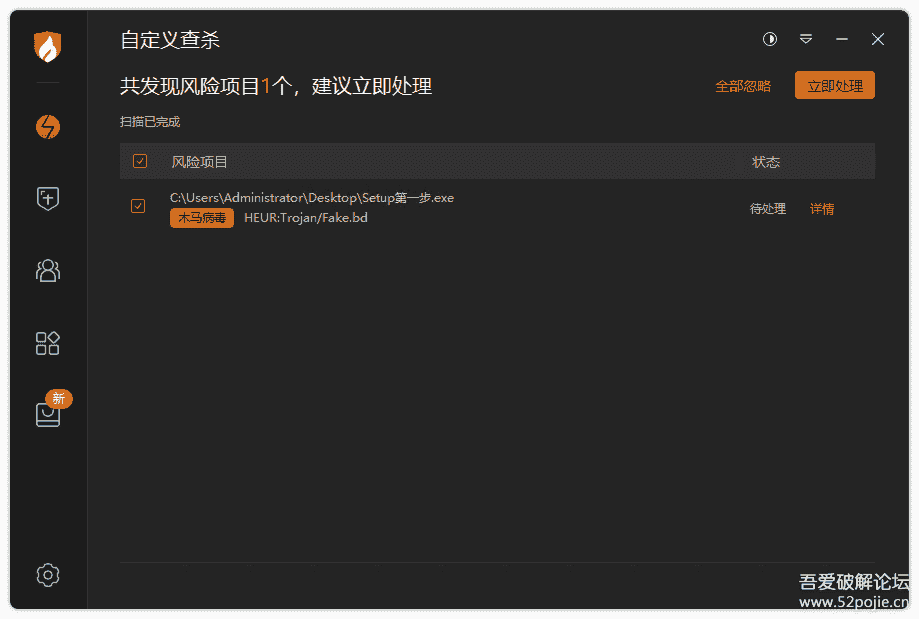 自定义查杀
共发现风险项目1个，建议立即处理
全部忽略
立即处理
扫描已完成
风险项目
状态
C:\Users\Administrator\Desktop\Setup第一步.exe
木马病毒 HEUR:Trojan/Fake.bd
待处理
详情
新
吾爱破解论坛
www.52pojie.cn